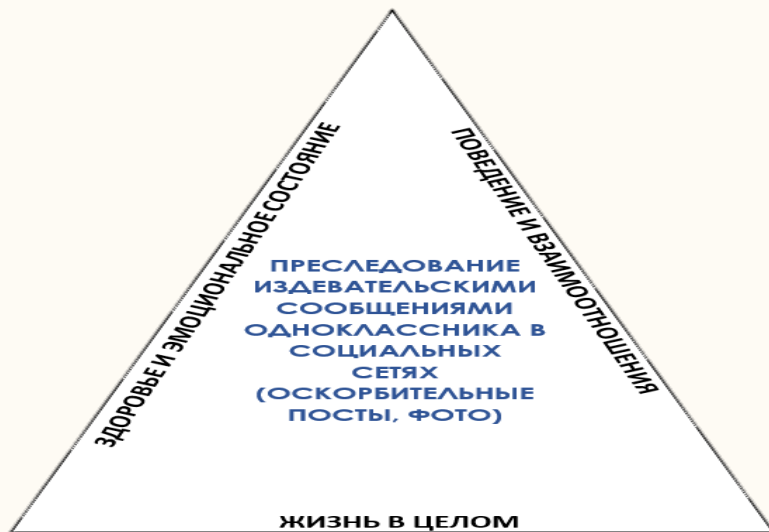 ЗДОРОВЬЕ И ЭМОЦИОНАЛЬНОЕ СОСТОЯНИЕ
ПОВЕДЕНИЕ И ВЗАИМООТНОШЕНИЯ
ПРЕСЛЕДОВАНИЕ
ИЗДЕВАТЕЛЬСКИМИ
СООБЩЕНИЯМИ
ОДНОКЛАССНИКА В
СОЦИАЛЬНЫХ
СЕТЯХ
(ОСКОРБИТЕЛЬНЫЕ
ПОСТЫ, ФОТО)
ЖИЗНЬ В ЦЕЛОМ